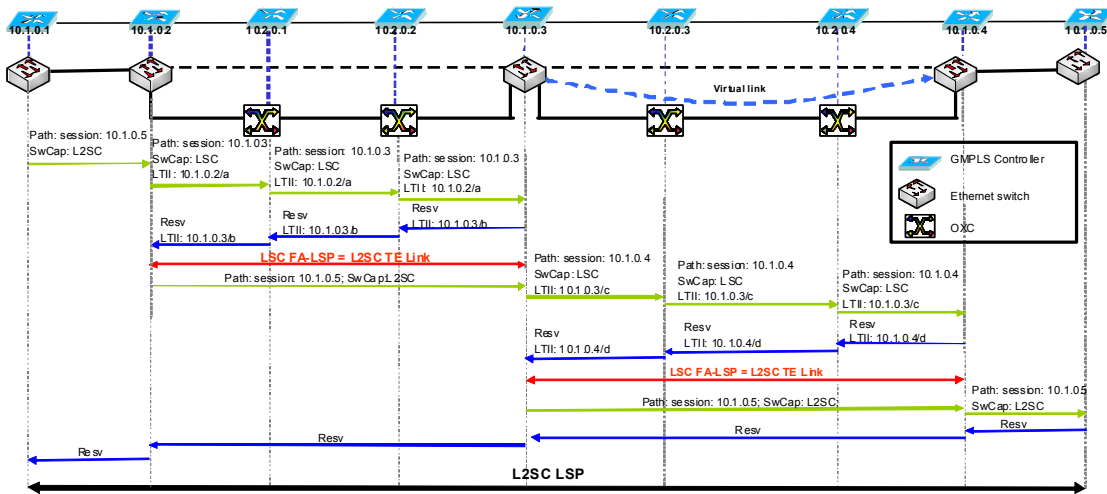 10.1.0.1
10.1.0.2
10.2.0.2
10.1.0.3
10.2.0.3
10.2.0.4
10.1.0.4
10.1.0.5
Virtual link
Path: session: 10.1.0.5
SwCap: L2SC
Path: session: 10.1.0.3
SwCap: LSC
LTII: 10.1.0.2/a
Path: session: 10.1.0.3
SwCap: LSC
LTII: 10.1.0.2/a
Path: session: 10.1.0.3
SwCap: LSC
LTII: 10.1.0.2/a
GMPLS Controller
Ethernet switch
OXC
Resv
LTII: 10.1.0.3/b
Resv
LTII: 10.1.0.3/b
Resv
LTII: 10.1.0.3/b
LSC FA-LSP = L2SC TE Link
Path: session: 10.1.0.5; SwCap:L2SC
Path: session: 10.1.0.4
SwCap: LSC
LTII: 10.1.0.3/c
Path: session: 10.1.0.4
SwCap: LSC
LTII: 10.1.0.3/c
Path: session: 10.1.0.4
SwCap: LSC
LTII: 10.1.0.3/c
Resv
LTII: 10.1.0.4/d
Resv
LTII: 10.1.0.4/d
Resv
LTII: 10.1.0.4/d
LSC FA-LSP = L2SC TE Link
Path: session: 10.1.0.5; SwCap: L2SC
Path: session: 10.1.0.5
SwCap: L2SC
Resv
Resv
Resv
Resv
L2SC LSP